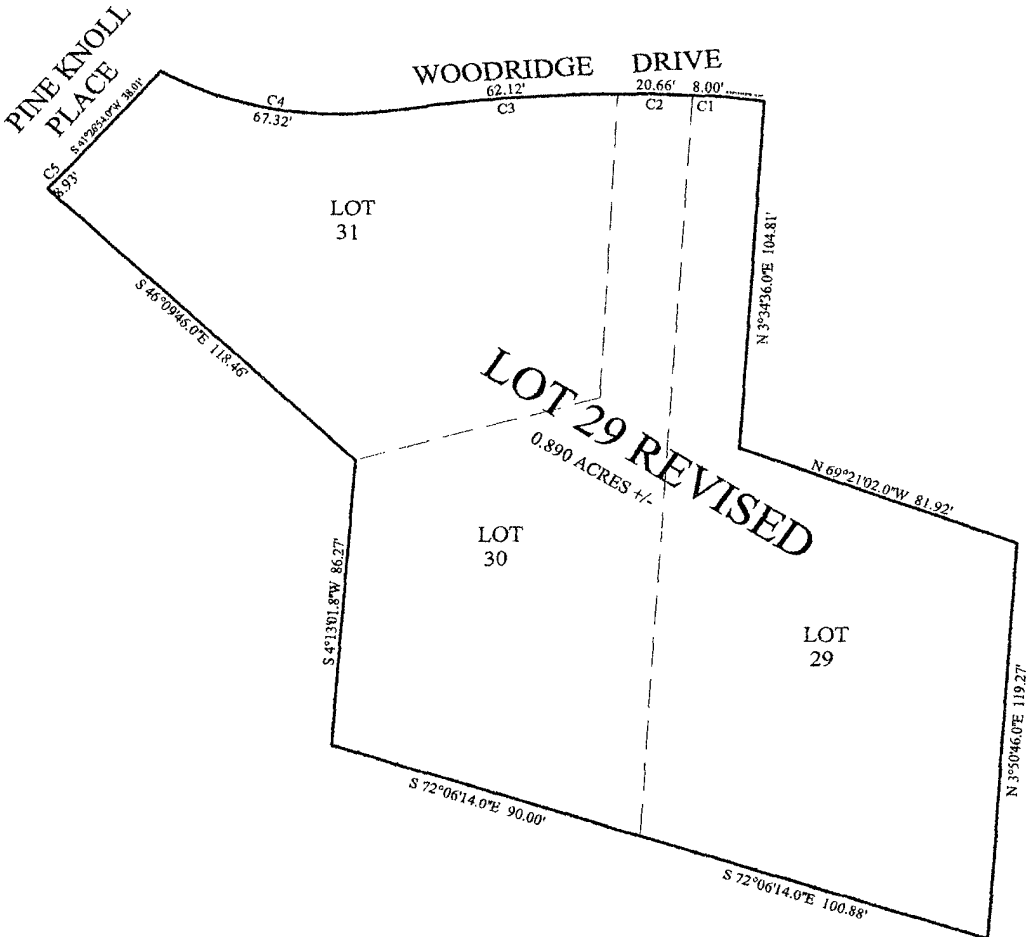 PINE KNOLL
PLACE
WOODRIDGE DRIVE
S 41°28'54.0"W 38.01'
C5
8.93'
C4
67.32'
62.12'
C3
20.66'
C2
8.00'
C1
LOT
31
N 3°34'36.0"E 104.81'
S 46°09'46.0"E 118.46'
LOT 29 REVISED
0.890 ACRES +/-
N 69°21'02.0"W 81.92'
LOT
30
S 4°13'01.8"W 86.27'
LOT
29
N 3°50'46.0"E 119.27'
S 72°06'14.0"E 90.00'
S 72°06'14.0"E 100.88'